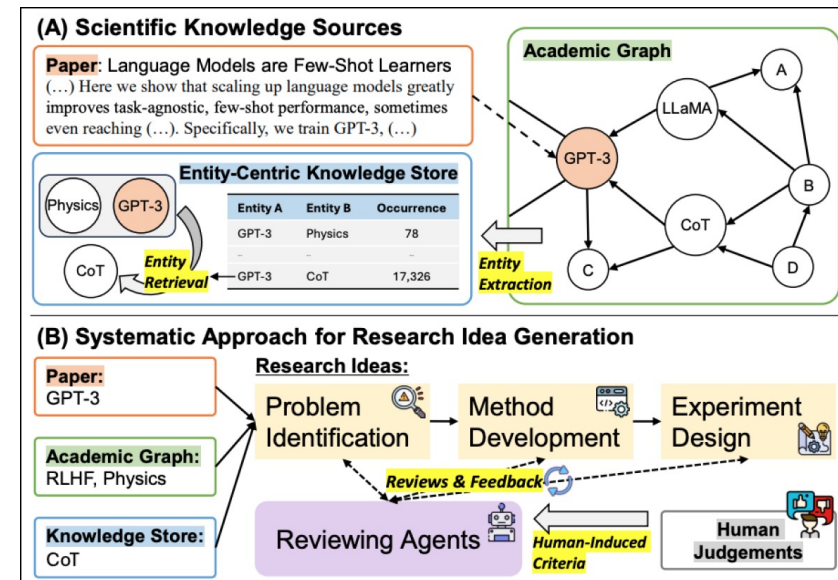 (A) Scientific Knowledge Sources
Paper: Language Models are Few-Shot Learners
(…) Here we show that scaling up language models greatly
improves task-agnostic, few-shot performance, sometimes
even reaching (…). Specifically, we train GPT-3, (…)
Academic Graph
A
LLaMA
GPT-3
B
CoT
C
D
Entity-Centric Knowledge Store
Physics
GPT-3
CoT
Entity
Retrieval
Entity A Entity B Occurrence
GPT-3 Physics 78
– – –
GPT-3 CoT 17,326
Entity
Extraction
(B) Systematic Approach for Research Idea Generation
Paper:
GPT-3
Academic Graph:
RLHF, Physics
Knowledge Store:
CoT
Research Ideas:
Problem
Identification
Method
Development
</>
Experiment
Design
Reviews & Feedback
Reviewing Agents
Human-Induced
Criteria
Human
Judgements